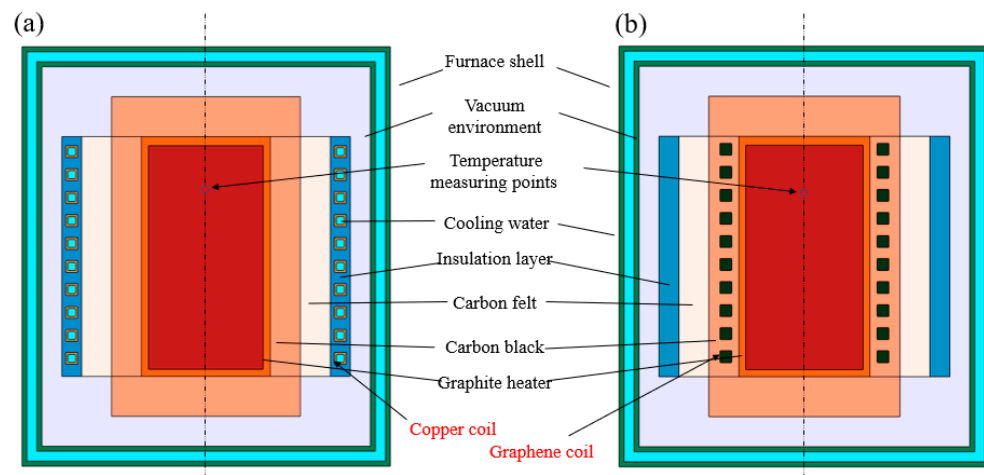 (a)
(b)
Furnace shell
Vacuum
environment
Temperature
measuring points
Cooling water
Insulation layer
Carbon felt
Carbon black
Graphite heater
Copper coil
Graphene coil